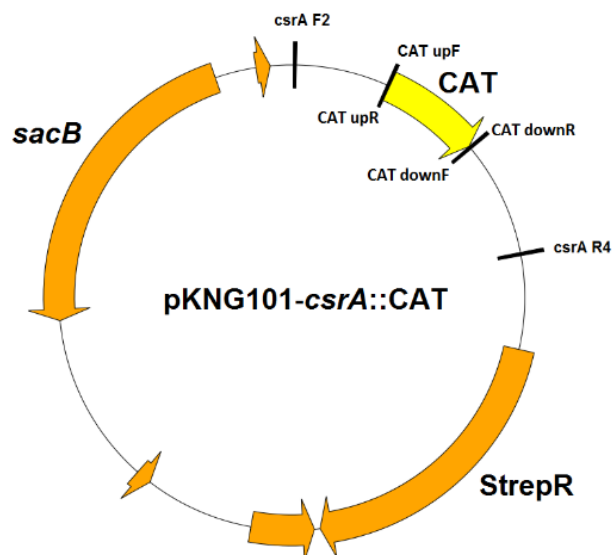 csrA F2
CAT upF
CAT
sacB
CAT upR
CAT downR
CAT downF
csrA R4
pKNG101-csrA::CAT
StrepR